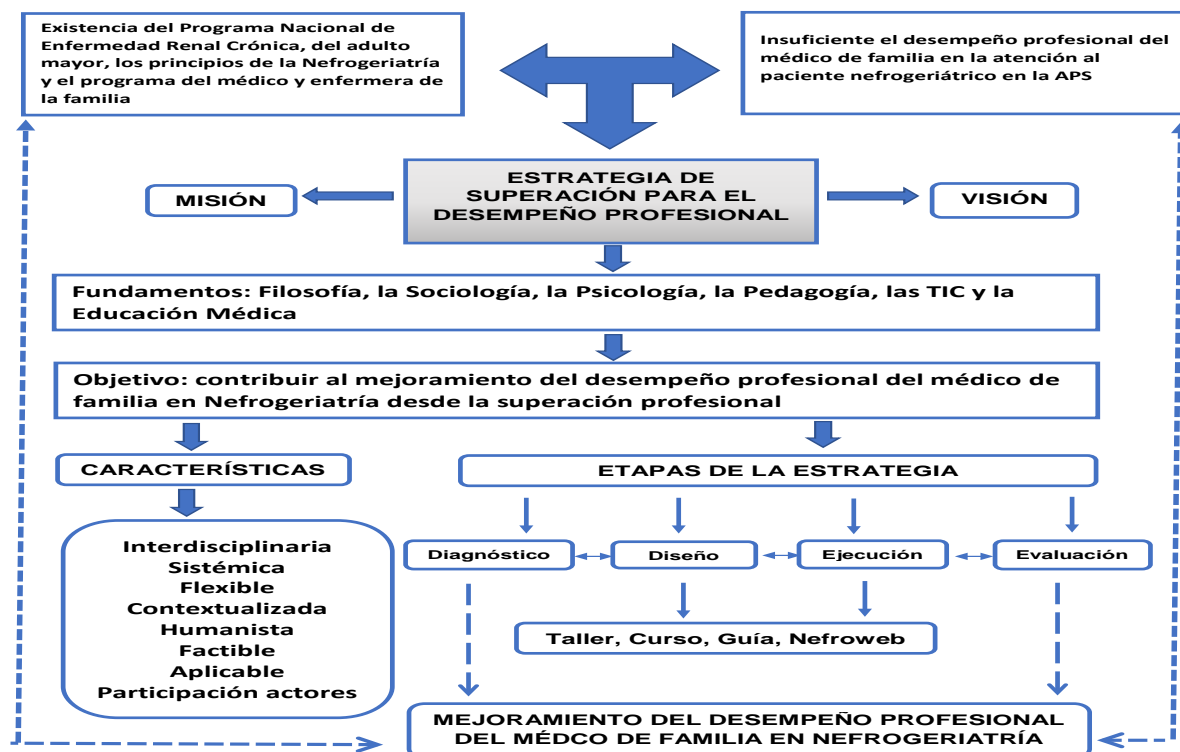 Existencia del Programa Nacional de
Enfermedad Renal Crónica, del adulto
mayor, los principios de la Nefrogeriatría
y el programa del médico y enfermera de
la familia
Insuficiente el desempeño profesional del
médico de familia en la atención al
paciente nefrogeriátrico en la APS
ESTRATEGIA DE
SUPERACIÓN PARA EL
DESEMPEÑO PROFESIONAL
MISIÓN
VISIÓN
Fundamentos: Filosofía, la Sociología, la Psicología, la Pedagogía, las TIC y la
Educación Médica
Objetivo: contribuir al mejoramiento del desempeño profesional del médico de
familia en Nefrogeriatría desde la superación profesional
CARACTERÍSTICAS
ETAPAS DE LA ESTRATEGIA
Interdisciplinaria
Sistémica
Flexible
Contextualizada
Humanista
Factible
Aplicable
Participación actores
Diagnóstico
Diseño
Ejecución
Evaluación
Taller, Curso, Guía, Nefroweb
MEJORAMIENTO DEL DESEMPEÑO PROFESIONAL
DEL MÉDCO DE FAMILIA EN NEFROGERIATRÍA